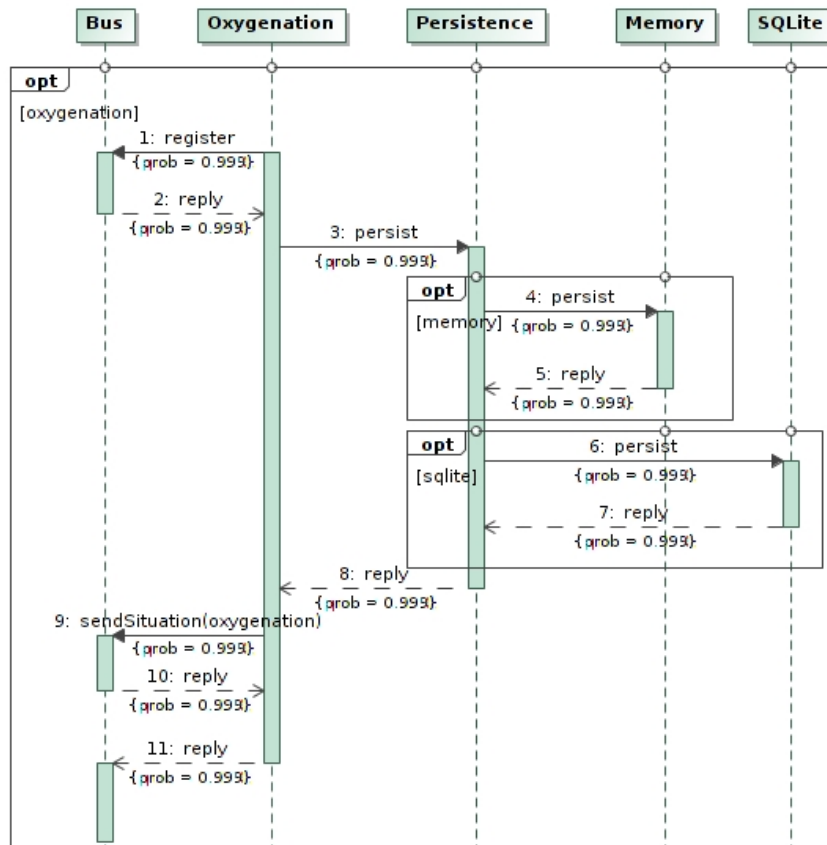 Bus
Oxygenation
Persistence
Memory
SQLite
opt
[oxygenation]
1: register
{prob = 0.999}
2: reply
{prob = 0.999}
3: persist
{prob = 0.999}
opt
4: persist
[memory]
{prob = 0.999}
5: reply
{prob = 0.999}
opt
6: persist
[sqlite]
{prob = 0.999}
7: reply
{prob = 0.999}
8: reply
{prob = 0.999}
9: sendSituation(oxygenation)
{prob = 0.999}
10: reply
{prob = 0.999}
11: reply
{prob = 0.999}